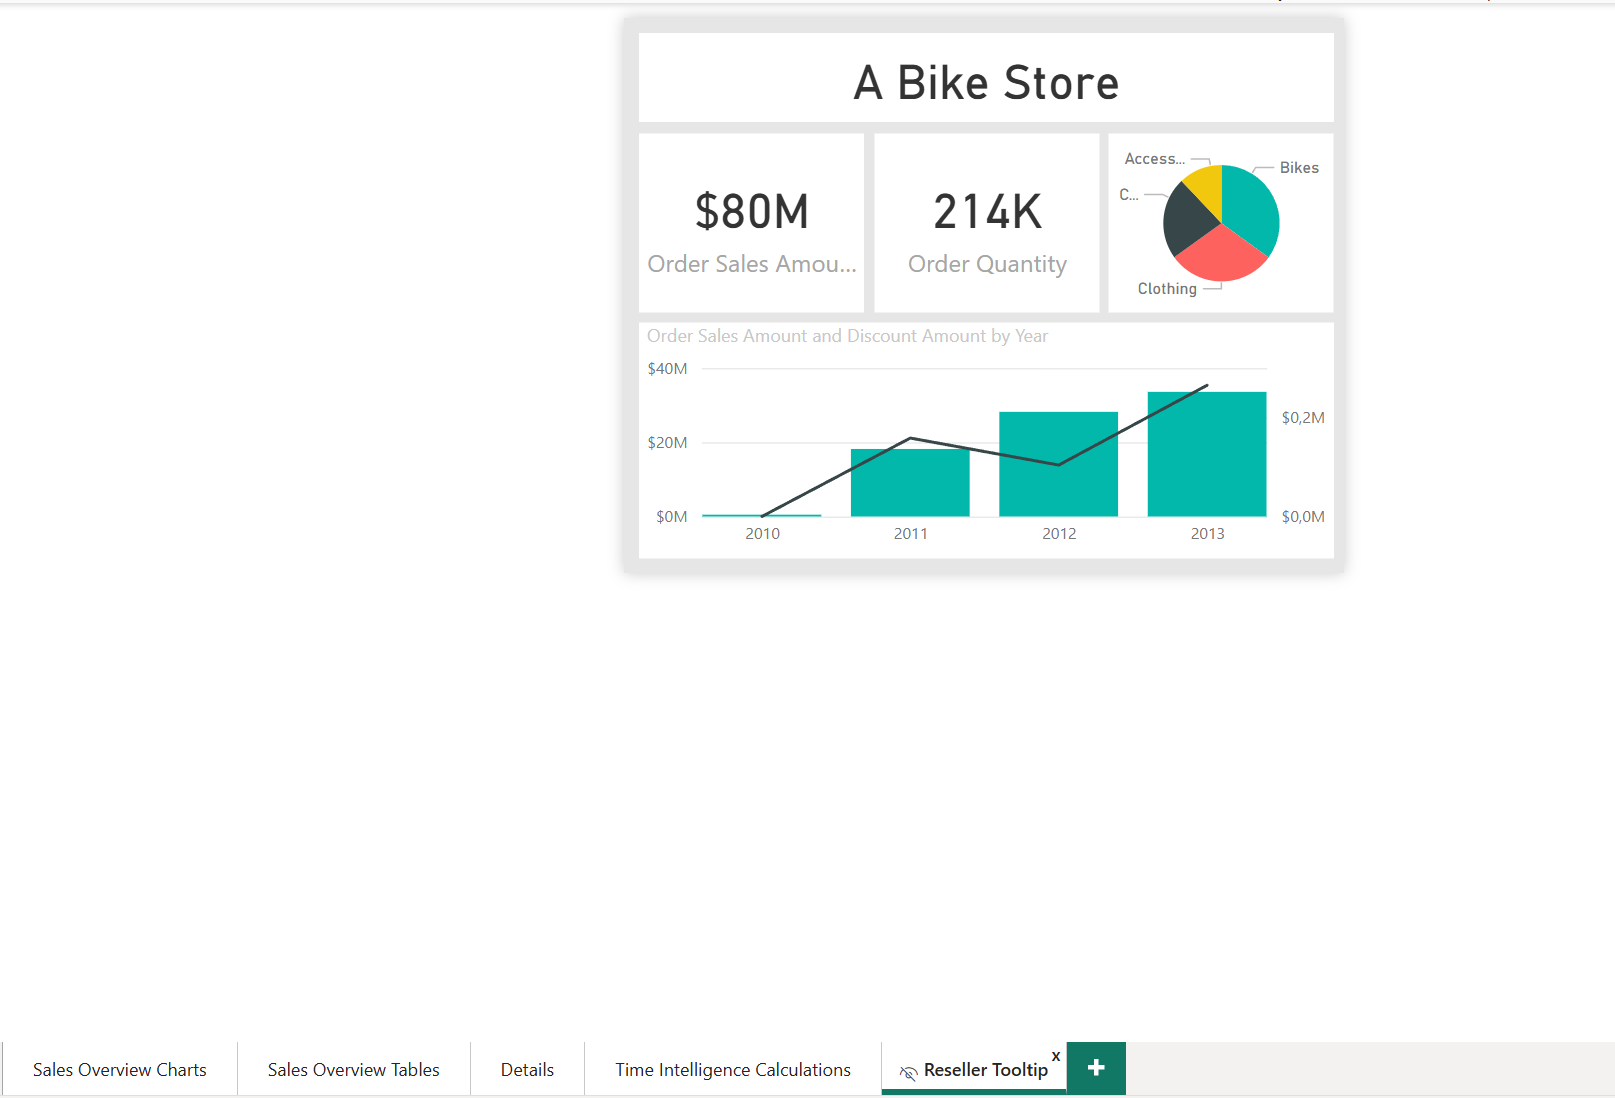 A Bike Store
$80M
Order Sales Amou...
214K
Order Quantity
Access...
Bikes
C...
Clothing
Order Sales Amount and Discount Amount by Year
$40M
$20M
$0M
$0,2M
$0,0M
2010 2011 2012 2013
Sales Overview Charts
Sales Overview Tables
Details
Time Intelligence Calculations
Reseller Tooltip
x
+